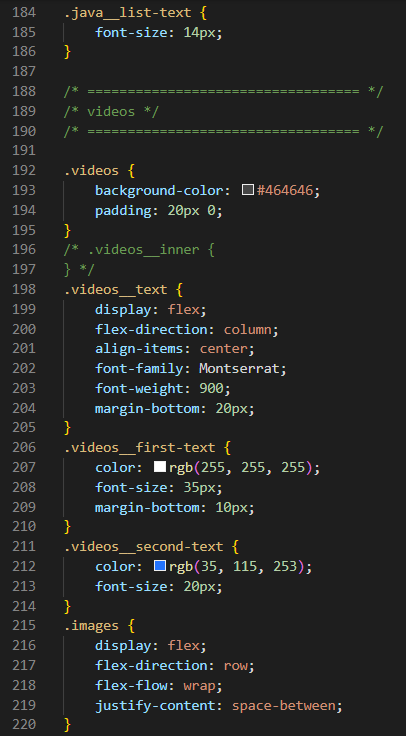 184 .java__list-text {
185     font-size: 14px;
186 }
187
188 /* ================================== */
189 /* videos */
190 /* ================================== */
191
192 .videos {
193     background-color: #464646;
194     padding: 20px 0;
195 }
196 /* .videos__inner {
197 } */
198 .videos__text {
199     display: flex;
200     flex-direction: column;
201     align-items: center;
202     font-family: Montserrat;
203     font-weight: 900;
204     margin-bottom: 20px;
205 }
206 .videos__first-text {
207     color: rgb(255, 255, 255);
208     font-size: 35px;
209     margin-bottom: 10px;
210 }
211 .videos__second-text {
212     color: rgb(35, 115, 253);
213     font-size: 20px;
214 }
215 .images {
216     display: flex;
217     flex-direction: row;
218     flex-flow: wrap;
219     justify-content: space-between;
220 }